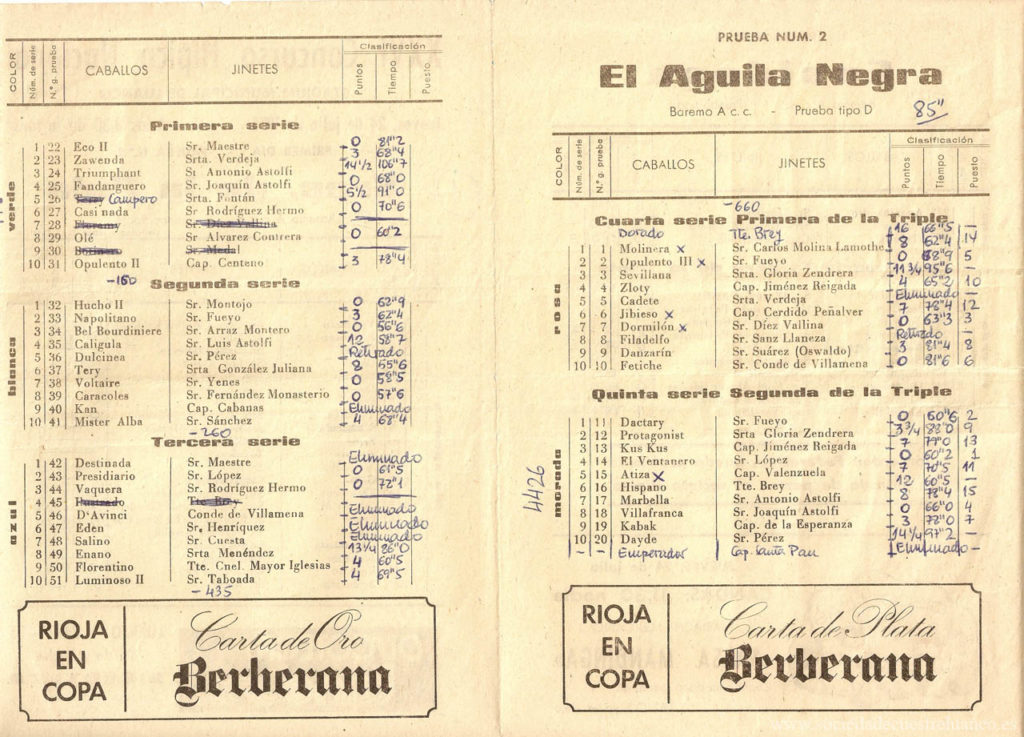 COLOR Núm. de serie N.º g. prueba CABALLOS JINETES Clasificación Puntos Tiempo Puesto
Primera serie
verde
1 22 Eco II Sr. Maestre 0 81"2
2 23 Zawenda Srta. Verdeja 3 68"4
3 24 Triumphant Sr. Antonio Astolfi 14 1/2 106"7
4 25 Fandanguero Sr. Joaquín Astolfi 0 68"0
5 26 Campero Srta. Fontán 5 1/2 91"0
6 27 Casi nada Sr Rodríguez Hermo 0 70"6
7 28 Sr. Díez Vallina
8 29 Olé Sr Alvarez Contrera 0 60"2
9 30 Sr. Meda
10 31 Opulento II Cap. Centeno 3 78"4
-160
Segunda serie
blanca
1 32 Hucho II Sr. Montojo 0 62"9
2 33 Napolitano Sr. Fueyo 3 62"4
3 34 Bel Bourdiniere Sr. Arraz Montero 0 56"6
4 35 Caligula Sr. Luis Astolfi 12 58"7
5 36 Dulcinea Sr. Pérez Retirado
6 37 Tery Srta González Juliana 8 55"6
7 38 Voltaire Sr. Yenes 0 58"5
8 39 Caracoles Sr. Fernández Monasterio 0 57"6
9 40 Kan Cap. Cabanas Eliminado
10 41 Mister Alba Sr. Sánchez 4 68"4
-260
Tercera serie
azul
1 42 Destinada Sr. Maestre Eliminado
2 43 Presidiario Sr. López 0 61"5
3 44 Vaquera Sr. Rodríguez Hermo 0 72"1
4 45 Tte. Brey
5 46 D'Avinci Conde de Villamena Eliminado
6 47 Eden Sr. Henríquez Eliminado
7 48 Salino Sr. Cuesta Eliminado
8 49 Enano Srta Menéndez 13 1/4 86"0
9 50 Florentino Tte. Cnel. Mayor Iglesias 4 60"5
10 51 Luminoso II Sr. Taboada 4 69"5
-435
RIOJA EN COPA
Carta de Oro
Berberana
PRUEBA NUM. 2
El Aguila Negra
Baremo A c. c. - Prueba tipo D 85"
COLOR Núm. de serie N.º g. prueba CABALLOS JINETES Clasificación Puntos Tiempo Puesto
-660
Cuarta serie Primera de la Triple
rosa
Dorado Tte. Brey 16 66"5 -
1 1 Molinera x Sr. Carlos Molina Lamothe 8 62"4 14
2 2 Opulento III x Sr. Fueyo 0 68"9 5
3 3 Sevillana Srta. Gloria Zendrera 11 3/4 95"6 -
4 4 Zloty Cap. Jiménez Reigada 4 65"2 10
5 5 Cadete Srta. Verdeja Eliminado -
6 6 Jibieso x Cap. Cerdido Peñalver 7 78"4 12
7 7 Dormilón x Sr. Díez Vallina 0 63"3 3
8 8 Filadelfo Sr. Sanz Llaneza Retirado -
9 9 Danzarín Sr. Suárez (Oswaldo) 3 81"4 8
10 10 Fetiche Sr. Conde de Villamena 0 81"6 6
Quinta serie Segunda de la Triple
morada
4426
1 11 Dactary Sr. Fueyo 0 60"6 2
2 12 Protagonist Srta Gloria Zendrera 3 3/4 88"0 9
3 13 Kus Kus Cap. Jiménez Reigada 7 79"0 13
4 14 El Ventanero Sr. López 0 60"2 1
5 15 Atiza x Cap. Valenzuela 7 70"5 11
6 16 Hispano Tte. Brey 12 60"5 -
7 17 Marbella Sr. Antonio Astolfi 8 78"4 15
8 18 Villafranca Sr. Joaquín Astolfi 0 66"0 4
9 19 Kabak Cap. de la Esperanza 3 78"0 7
10 20 Dayde Sr. Pérez 14 1/4 97"2 -
- - Emperador Cap. Santa Pau Eliminado -
RIOJA EN COPA
Carta de Plata
Berberana